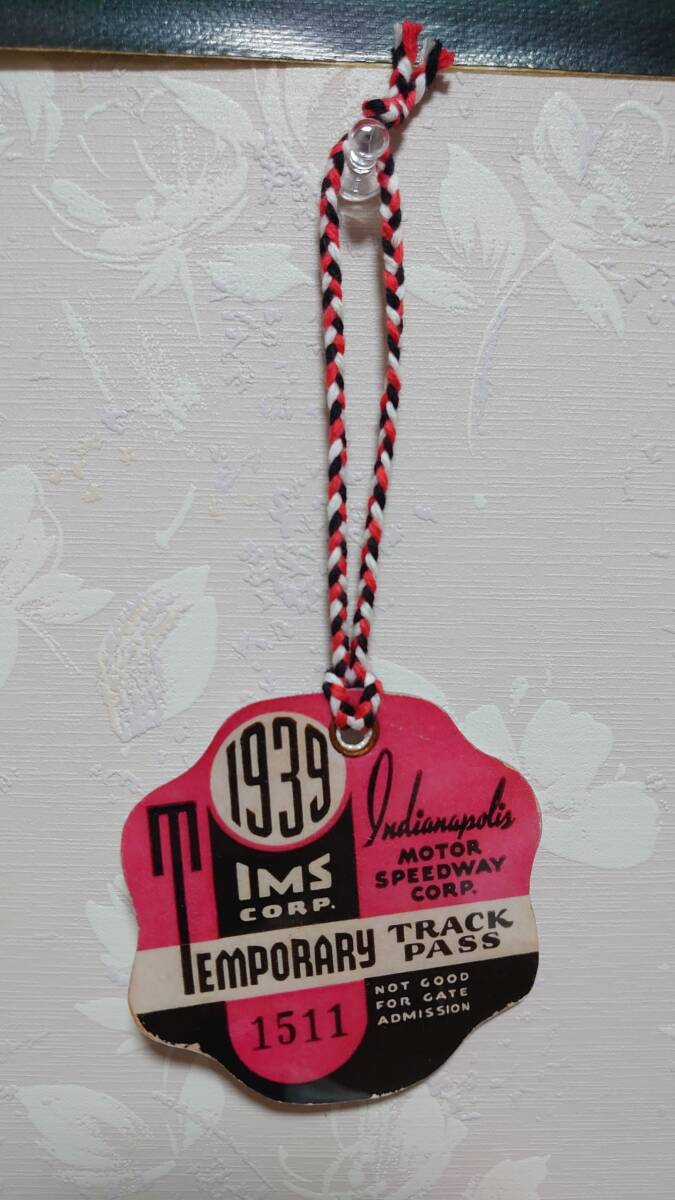 1939
IMS
CORP.
Indianapolis
MOTOR
SPEEDWAY
CORP.
TEMPORARY TRACK
PASS
1511
NOT GOOD
FOR GATE
ADMISSION